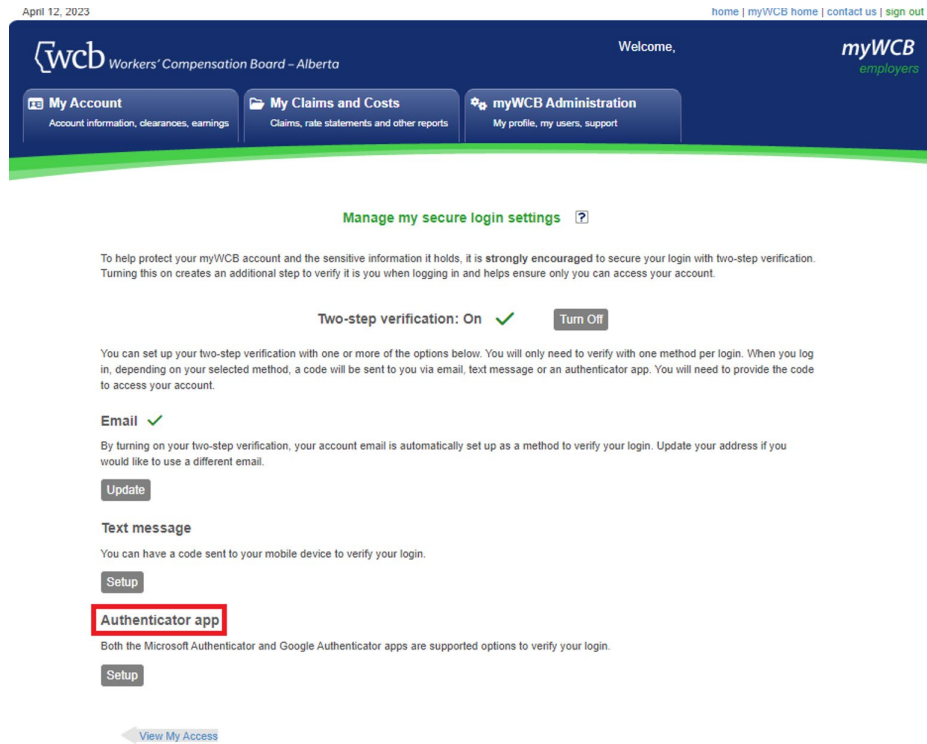 April 12, 2023
home | myWCB home | contact us | sign out
wcb Workers' Compensation Board – Alberta
Welcome,
myWCB
employers
My Account
Account information, clearances, earnings
My Claims and Costs
Claims, rate statements and other reports
myWCB Administration
My profile, my users, support
Manage my secure login settings ?
To help protect your myWCB account and the sensitive information it holds, it is strongly encouraged to secure your login with two-step verification.
Turning this on creates an additional step to verify it is you when logging in and helps ensure only you can access your account.
Two-step verification: On
Turn Off
You can set up your two-step verification with one or more of the options below. You will only need to verify with one method per login. When you log
in, depending on your selected method, a code will be sent to you via email, text message or an authenticator app. You will need to provide the code
to access your account.
Email
By turning on your two-step verification, your account email is automatically set up as a method to verify your login. Update your address if you
would like to use a different email.
Update
Text message
You can have a code sent to your mobile device to verify your login.
Setup
Authenticator app
Both the Microsoft Authenticator and Google Authenticator apps are supported options to verify your login.
Setup
View My Access